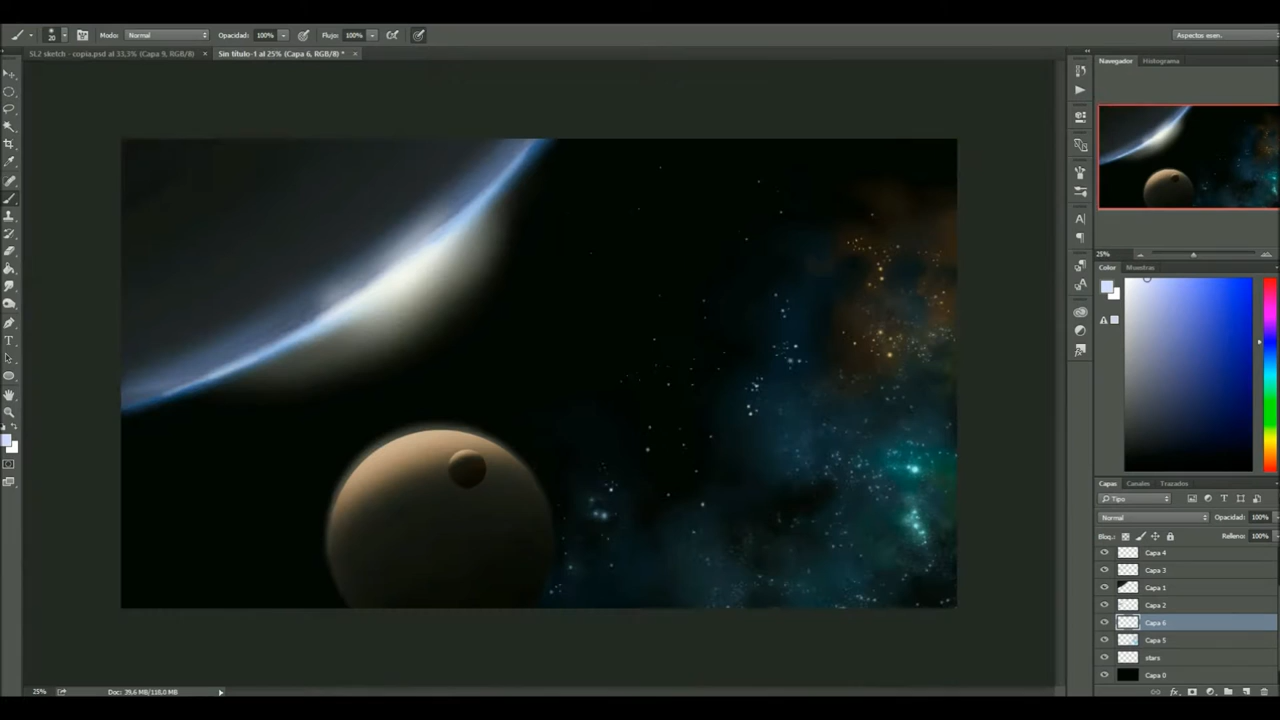 20 Modo: Normal Opacidad: 100% Flujo: 100% Aspectos esen.
SL2 sketch - copia.psd al 33,3% (Capa 9, RGB/8) × Sin título-1 al 25% (Capa 6, RGB/8) * ×
Navegador Histograma
25%
Color Muestras
Capas Canales Trazados
Tipo
Normal Opacidad: 100%
Bloq.: Relleno: 100%
Capa 4
Capa 3
Capa 1
Capa 2
Capa 6
Capa 5
stars
Capa 0
25% Doc: 39,6 MB/118,0 MB